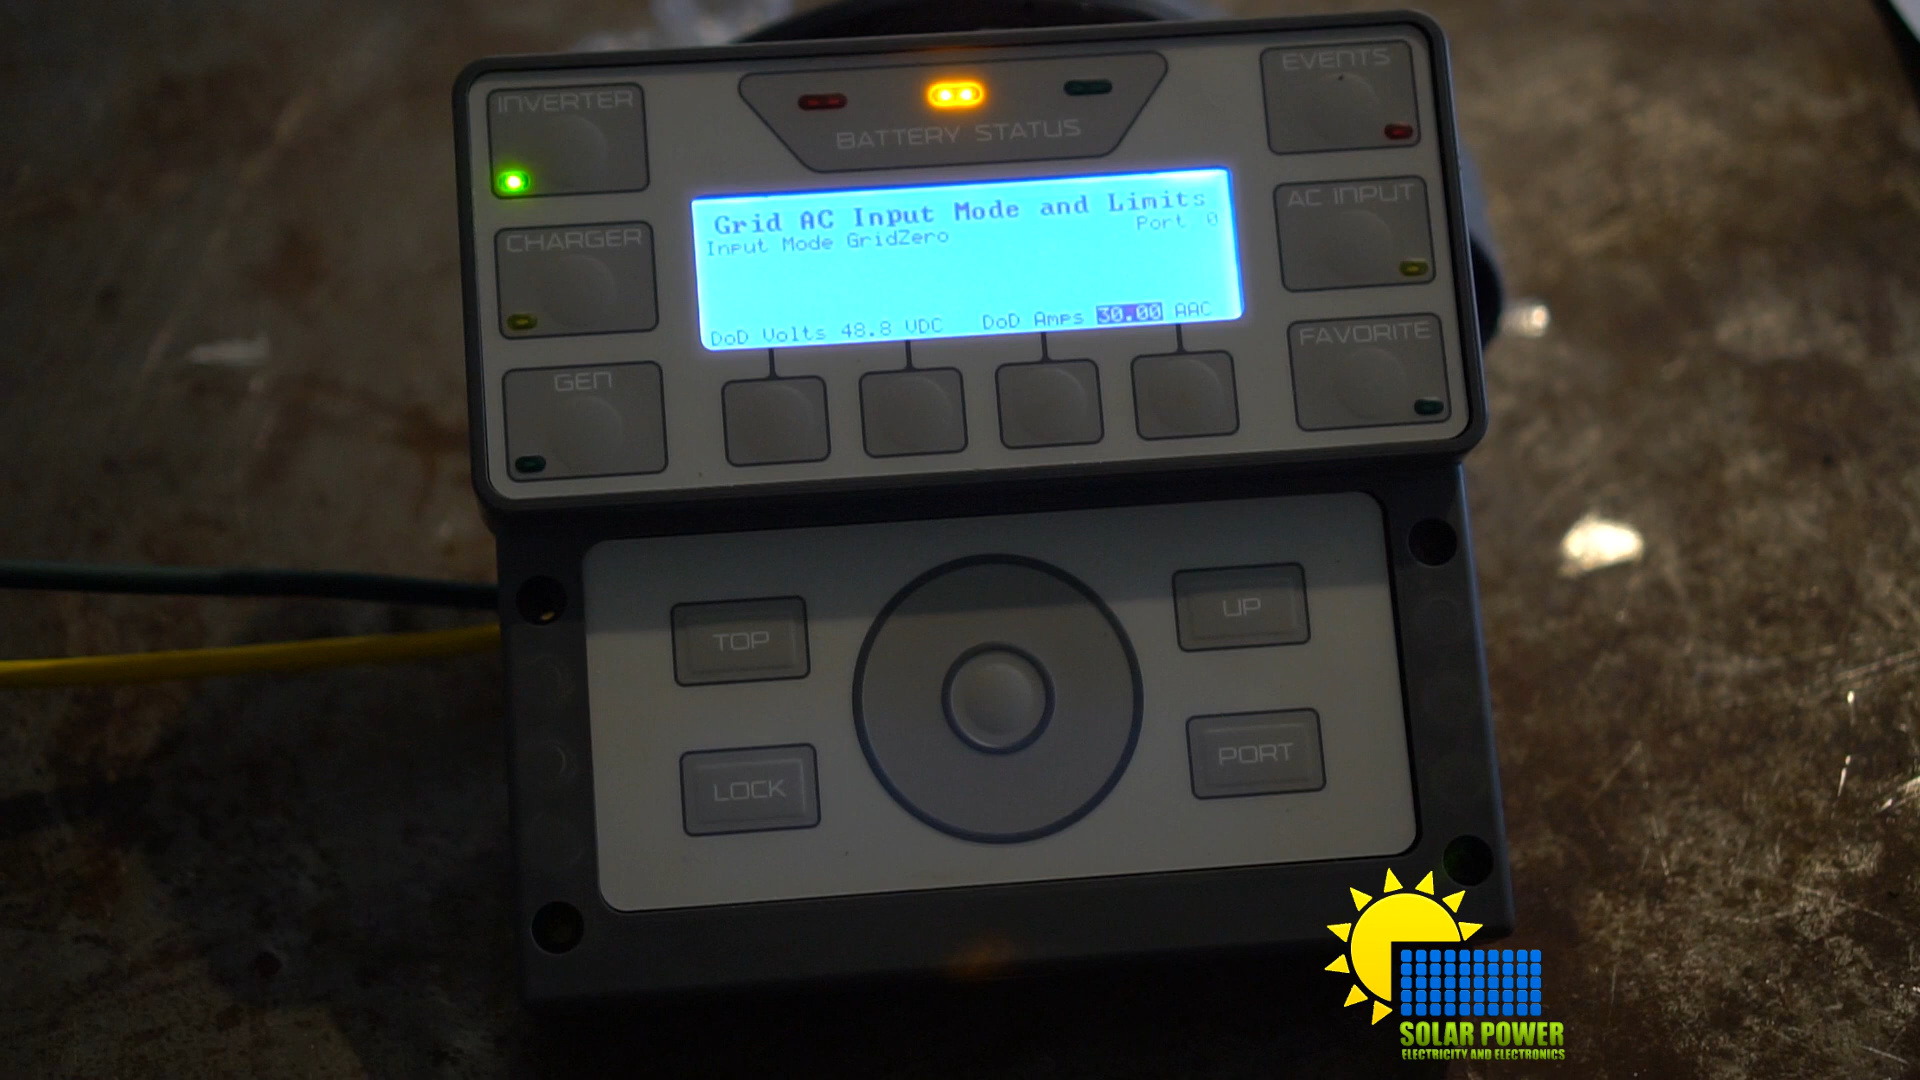 INVERTER
BATTERY STATUS
EVENTS
CHARGER
AC INPUT
GEN
FAVORITE
Grid AC Input Mode and Limits
Input Mode GridZero
Port 0
DoD Volts 48.8 VDC DoD Amps 30.00 AAC
TOP
UP
LOCK
PORT
SOLAR POWER
ELECTRICITY AND ELECTRONICS